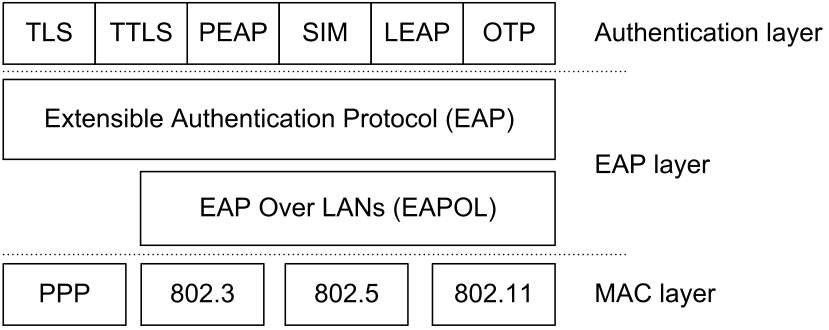 TLS TTLS PEAP SIM LEAP OTP Authentication layer
Extensible Authentication Protocol (EAP)
EAP layer
EAP Over LANs (EAPOL)
PPP 802.3 802.5 802.11 MAC layer